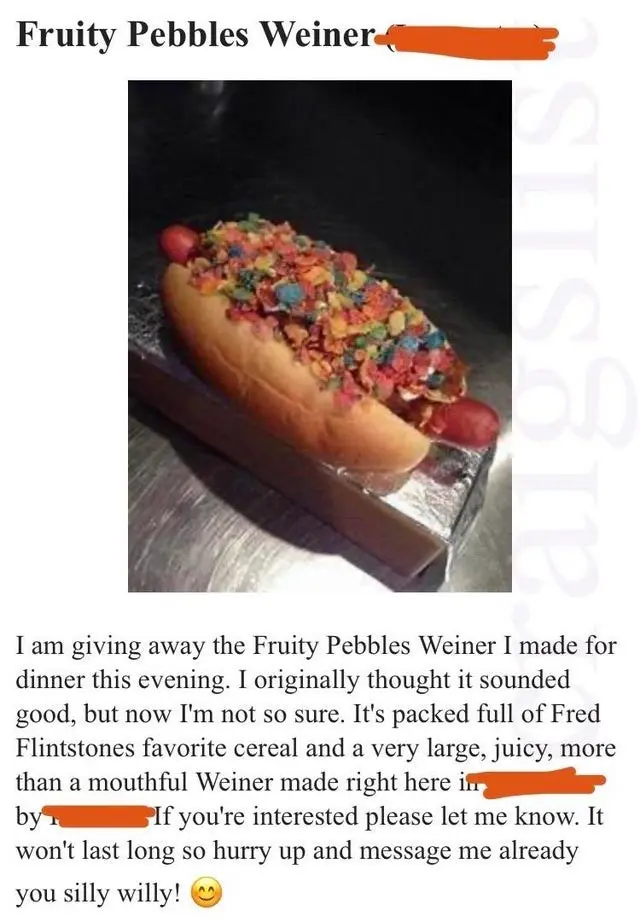 Fruity Pebbles Weiner
I am giving away the Fruity Pebbles Weiner I made for
dinner this evening. I originally thought it sounded
good, but now I'm not so sure. It's packed full of Fred
Flintstones favorite cereal and a very large, juicy, more
than a mouthful Weiner made right here in
by If you're interested please let me know. It
won't last long so hurry up and message me already
you silly willy! 😊
craigslist